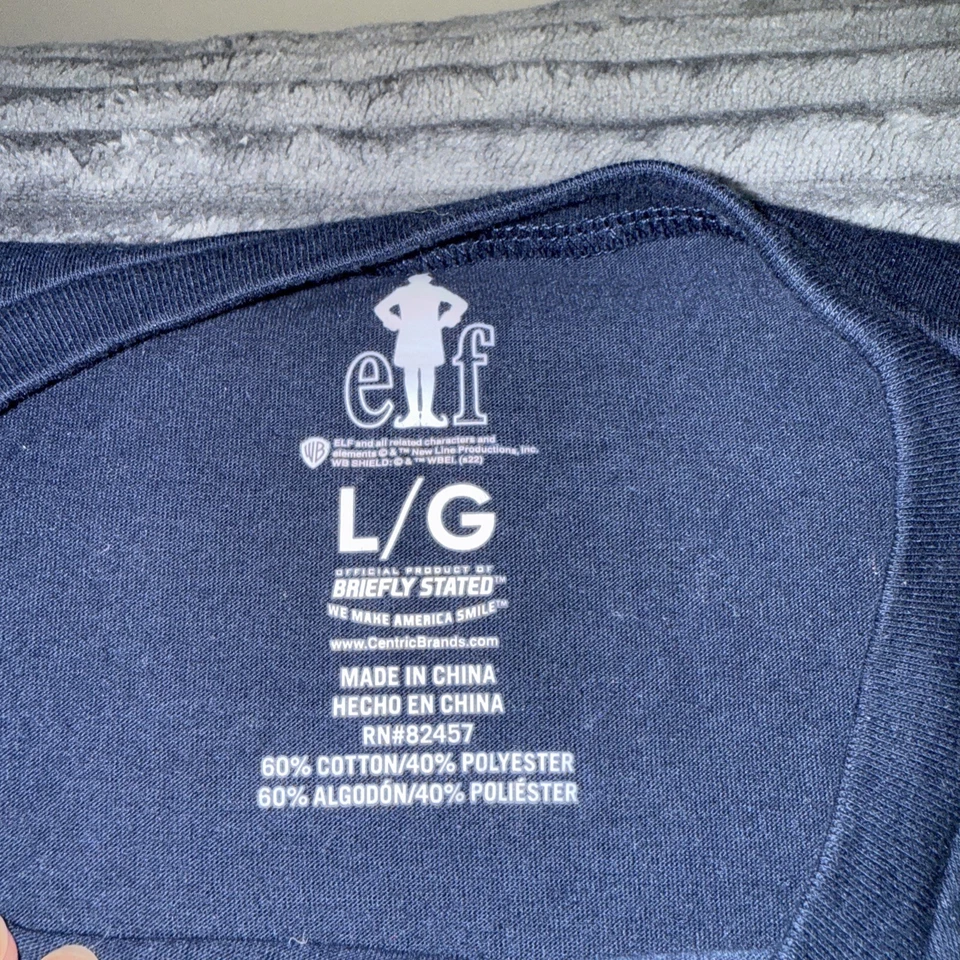 elf
WB
ELF and all related characters and
elements © & ™ New Line Productions, Inc.
WB SHIELD: © & ™ WBEI. (s22)
L/G
OFFICIAL PRODUCT OF
BRIEFLY STATED™
WE MAKE AMERICA SMILE™
www.CentricBrands.com
MADE IN CHINA
HECHO EN CHINA
RN#82457
60% COTTON/40% POLYESTER
60% ALGODÓN/40% POLIÉSTER